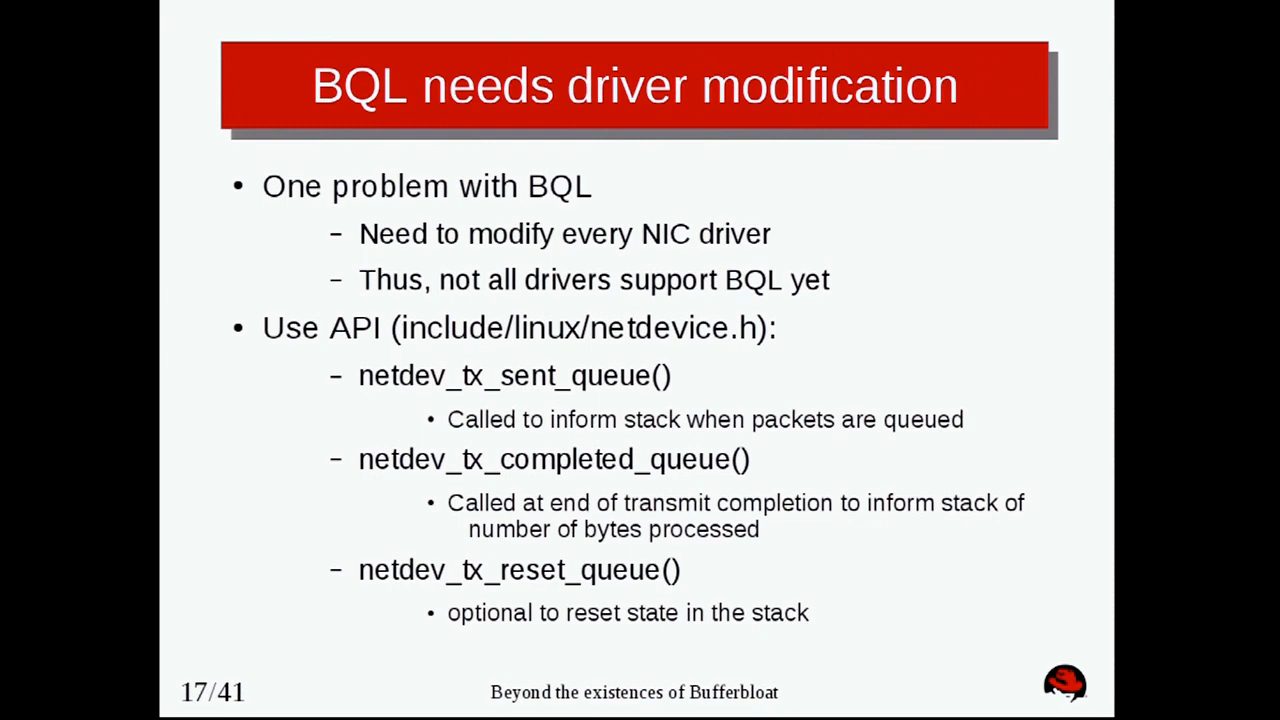 BQL needs driver modification
• One problem with BQL
– Need to modify every NIC driver
– Thus, not all drivers support BQL yet
• Use API (include/linux/netdevice.h):
– netdev_tx_sent_queue()
• Called to inform stack when packets are queued
– netdev_tx_completed_queue()
• Called at end of transmit completion to inform stack of
number of bytes processed
– netdev_tx_reset_queue()
• optional to reset state in the stack
17/41
Beyond the existences of Bufferbloat